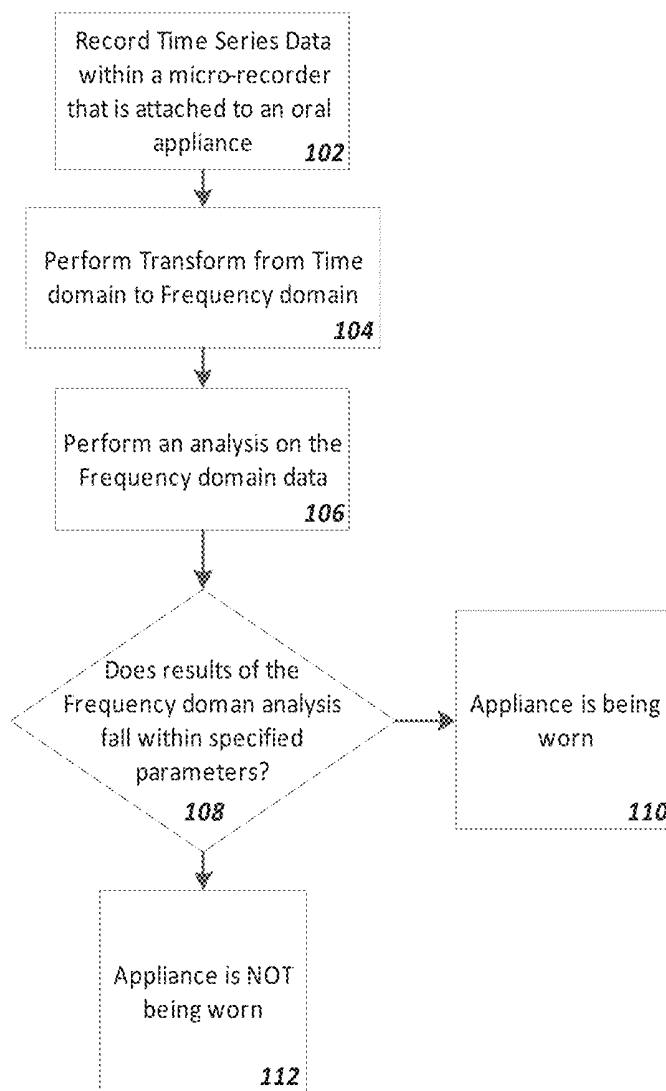 Record Time Series Data
within a micro-recorder
that is attached to an oral
appliance
102
Perform Transform from Time
domain to Frequency domain
104
Perform an analysis on the
Frequency domain data
106
Does results of the
Frequency doman analysis
fall within specified
parameters?
108
Appliance is being
worn
110
Appliance is NOT
being worn
112